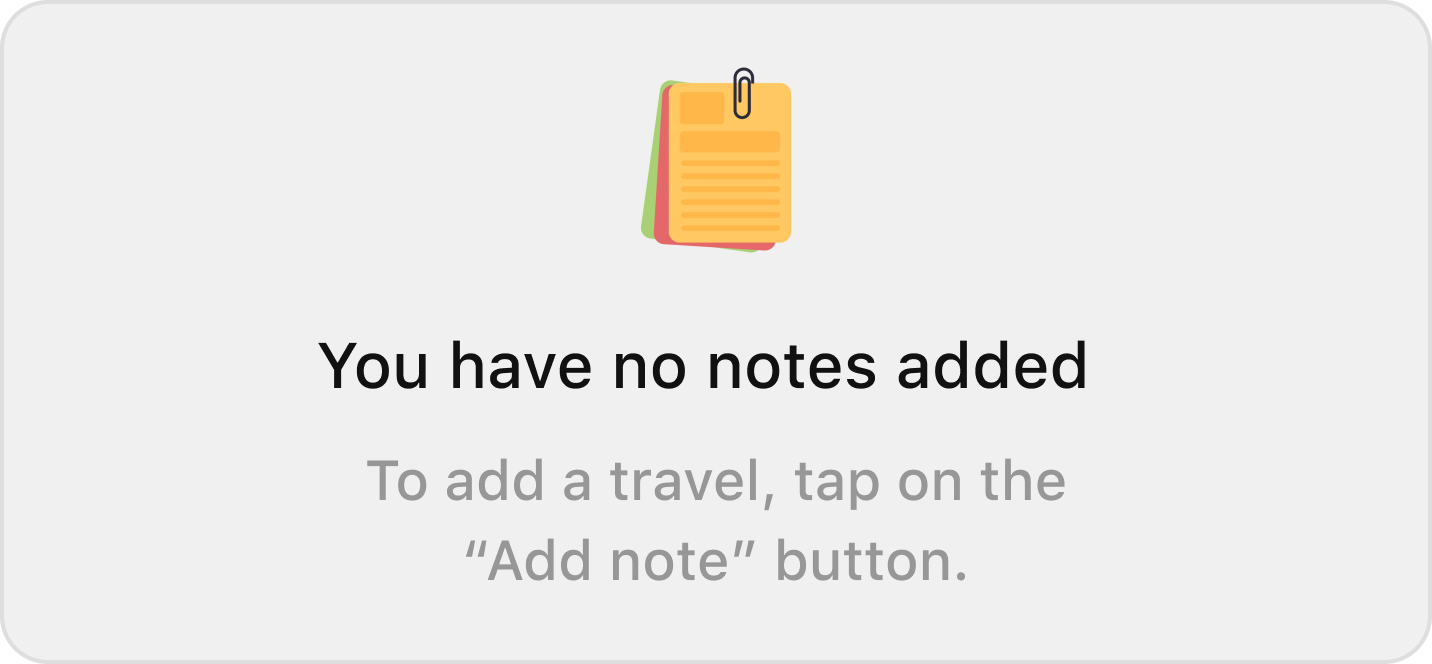 You have no notes added
To add a travel, tap on the
“Add note” button.